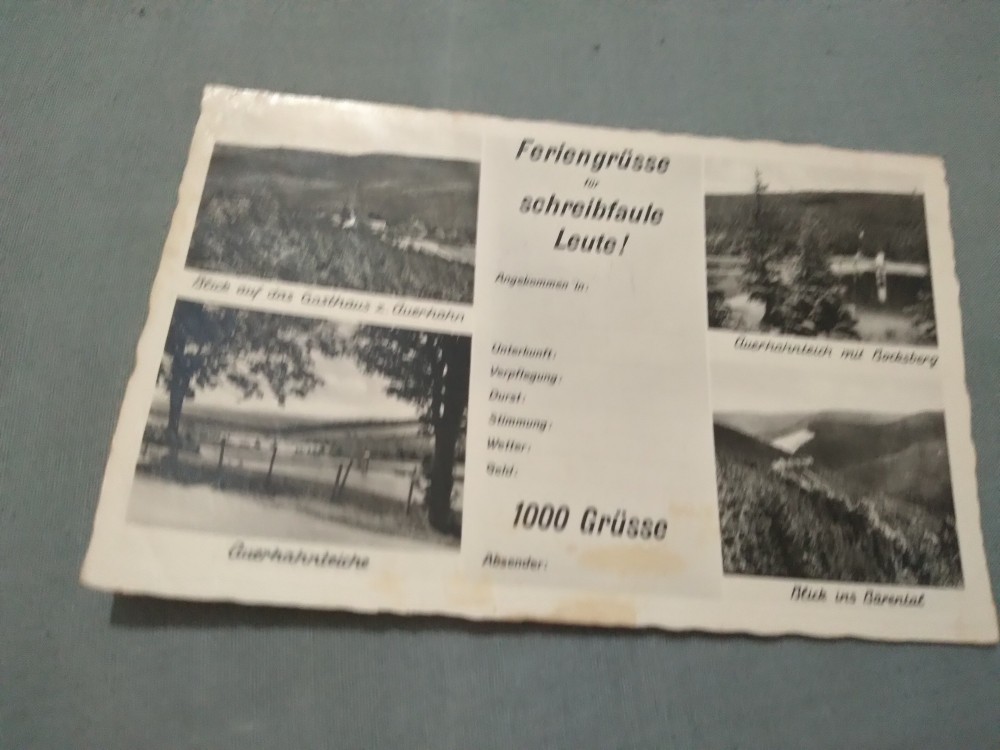 Blick auf das Gasthaus z. Auerhahn
Auerhahnteiche
Feriengrüsse
für
schreibfaule
Leute!
Angekommen in:
Unterkunft:
Verpflegung:
Durst:
Stimmung:
Wetter:
Geld:
1000 Grüsse
Absender:
Auerhahnteich mit Bocksberg
Blick ins Bärental